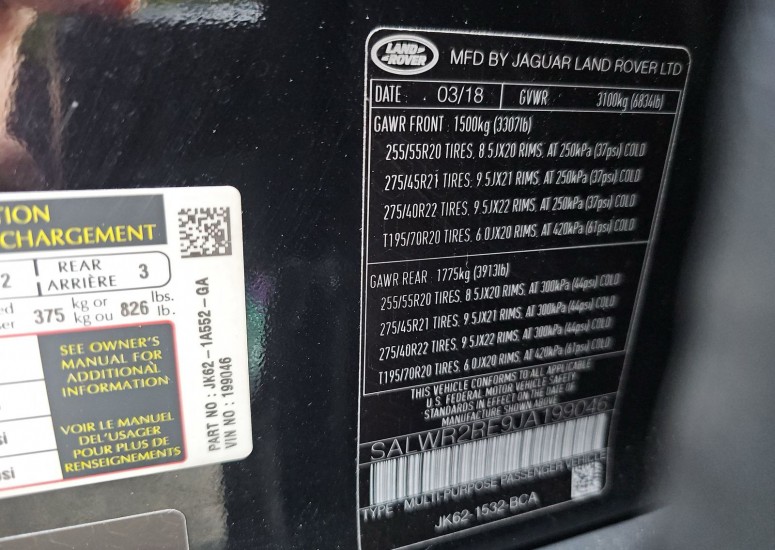 TION
CHARGEMENT
2 REAR ARRIÈRE 3
375 kg or kg ou 826 lbs. lb.
SEE OWNER'S
MANUAL FOR
ADDITIONAL
INFORMATION
VOIR LE MANUEL
DE L'USAGER
POUR PLUS DE
RENSEIGNEMENTS
PART NO : JK62-1A552-GA
VIN NO : 199046
LAND ROVER MFD BY JAGUAR LAND ROVER LTD
DATE : 03/18 GVWR 3100kg (6834lb)
GAWR FRONT : 1500kg (3307lb)
255/55R20 TIRES, 8.5JX20 RIMS, AT 250kPa (37psi) COLD
275/45R21 TIRES, 9.5JX21 RIMS, AT 250kPa (37psi) COLD
275/40R22 TIRES, 9.5JX22 RIMS, AT 250kPa (37psi) COLD
T195/70R20 TIRES, 6.0JX20 RIMS, AT 420kPa (61psi) COLD
GAWR REAR : 1775kg (3913lb)
255/55R20 TIRES, 8.5JX20 RIMS, AT 300kPa (44psi) COLD
275/45R21 TIRES, 9.5JX21 RIMS, AT 300kPa (44psi) COLD
275/40R22 TIRES, 9.5JX22 RIMS, AT 300kPa (44psi) COLD
T195/70R20 TIRES, 6.0JX20 RIMS, AT 420kPa (61psi) COLD
THIS VEHICLE CONFORMS TO ALL APPLICABLE
U.S. FEDERAL MOTOR VEHICLE SAFETY
STANDARDS IN EFFECT ON THE DATE OF
MANUFACTURE SHOWN ABOVE
SALWR2RE9JA199046
TYPE : MULTI-PURPOSE PASSENGER VEHICLE
JK62-1532-BCA